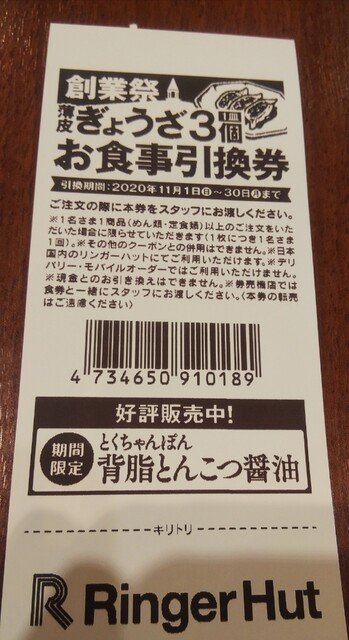 創業祭
薄皮ぎょうざ3個1皿
お食事引換券
引換期間:2020年11月1日㊐〜30日㊊まで
ご注文の際に本券をスタッフにお渡しください。
※1名さま1商品(めん類・定食類)以上のご注文をいた
だいた場合に限らせていただきます(1枚につき1名さま
1回)。※その他のクーポンとの併用はできません。※日本
国内のリンガーハットにてご利用いただけます。※デリ
バリー・モバイルオーダーではご利用いただけません。
※現金とのお引き換えはできません。※券売機店では
食券と一緒にスタッフにお渡しください。〈本券の転売
はご遠慮ください〉
4 734650 910189
好評販売中!
期間限定
とくちゃんぽん
背脂とんこつ醤油
キリトリ
Ringer Hut